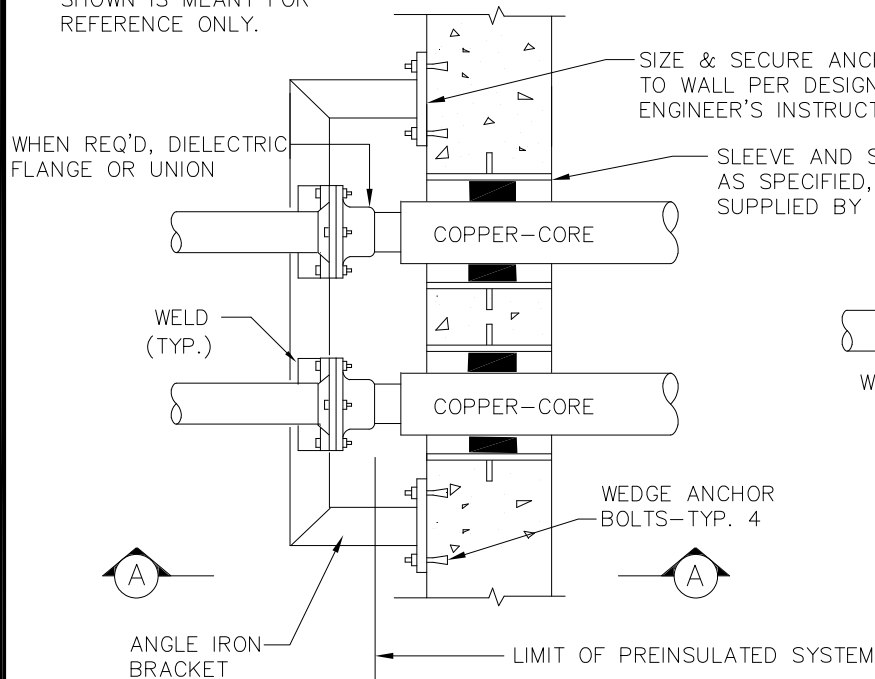 SHOWN IS MEANT FOR
REFERENCE ONLY.
SIZE & SECURE
TO WALL PER DESIGN
ENGINEER'S
WHEN REQ'D, DIELECTRIC
FLANGE OR UNION
SLEEVE AND
AS SPECIFIED,
SUPPLIED BY
COPPER-CORE
WELD
(TYP.)
COPPER-CORE
WEDGE ANCHOR
BOLTS-TYP. 4
A
A
ANGLE IRON
BRACKET
LIMIT OF PREINSULATED SYSTEM